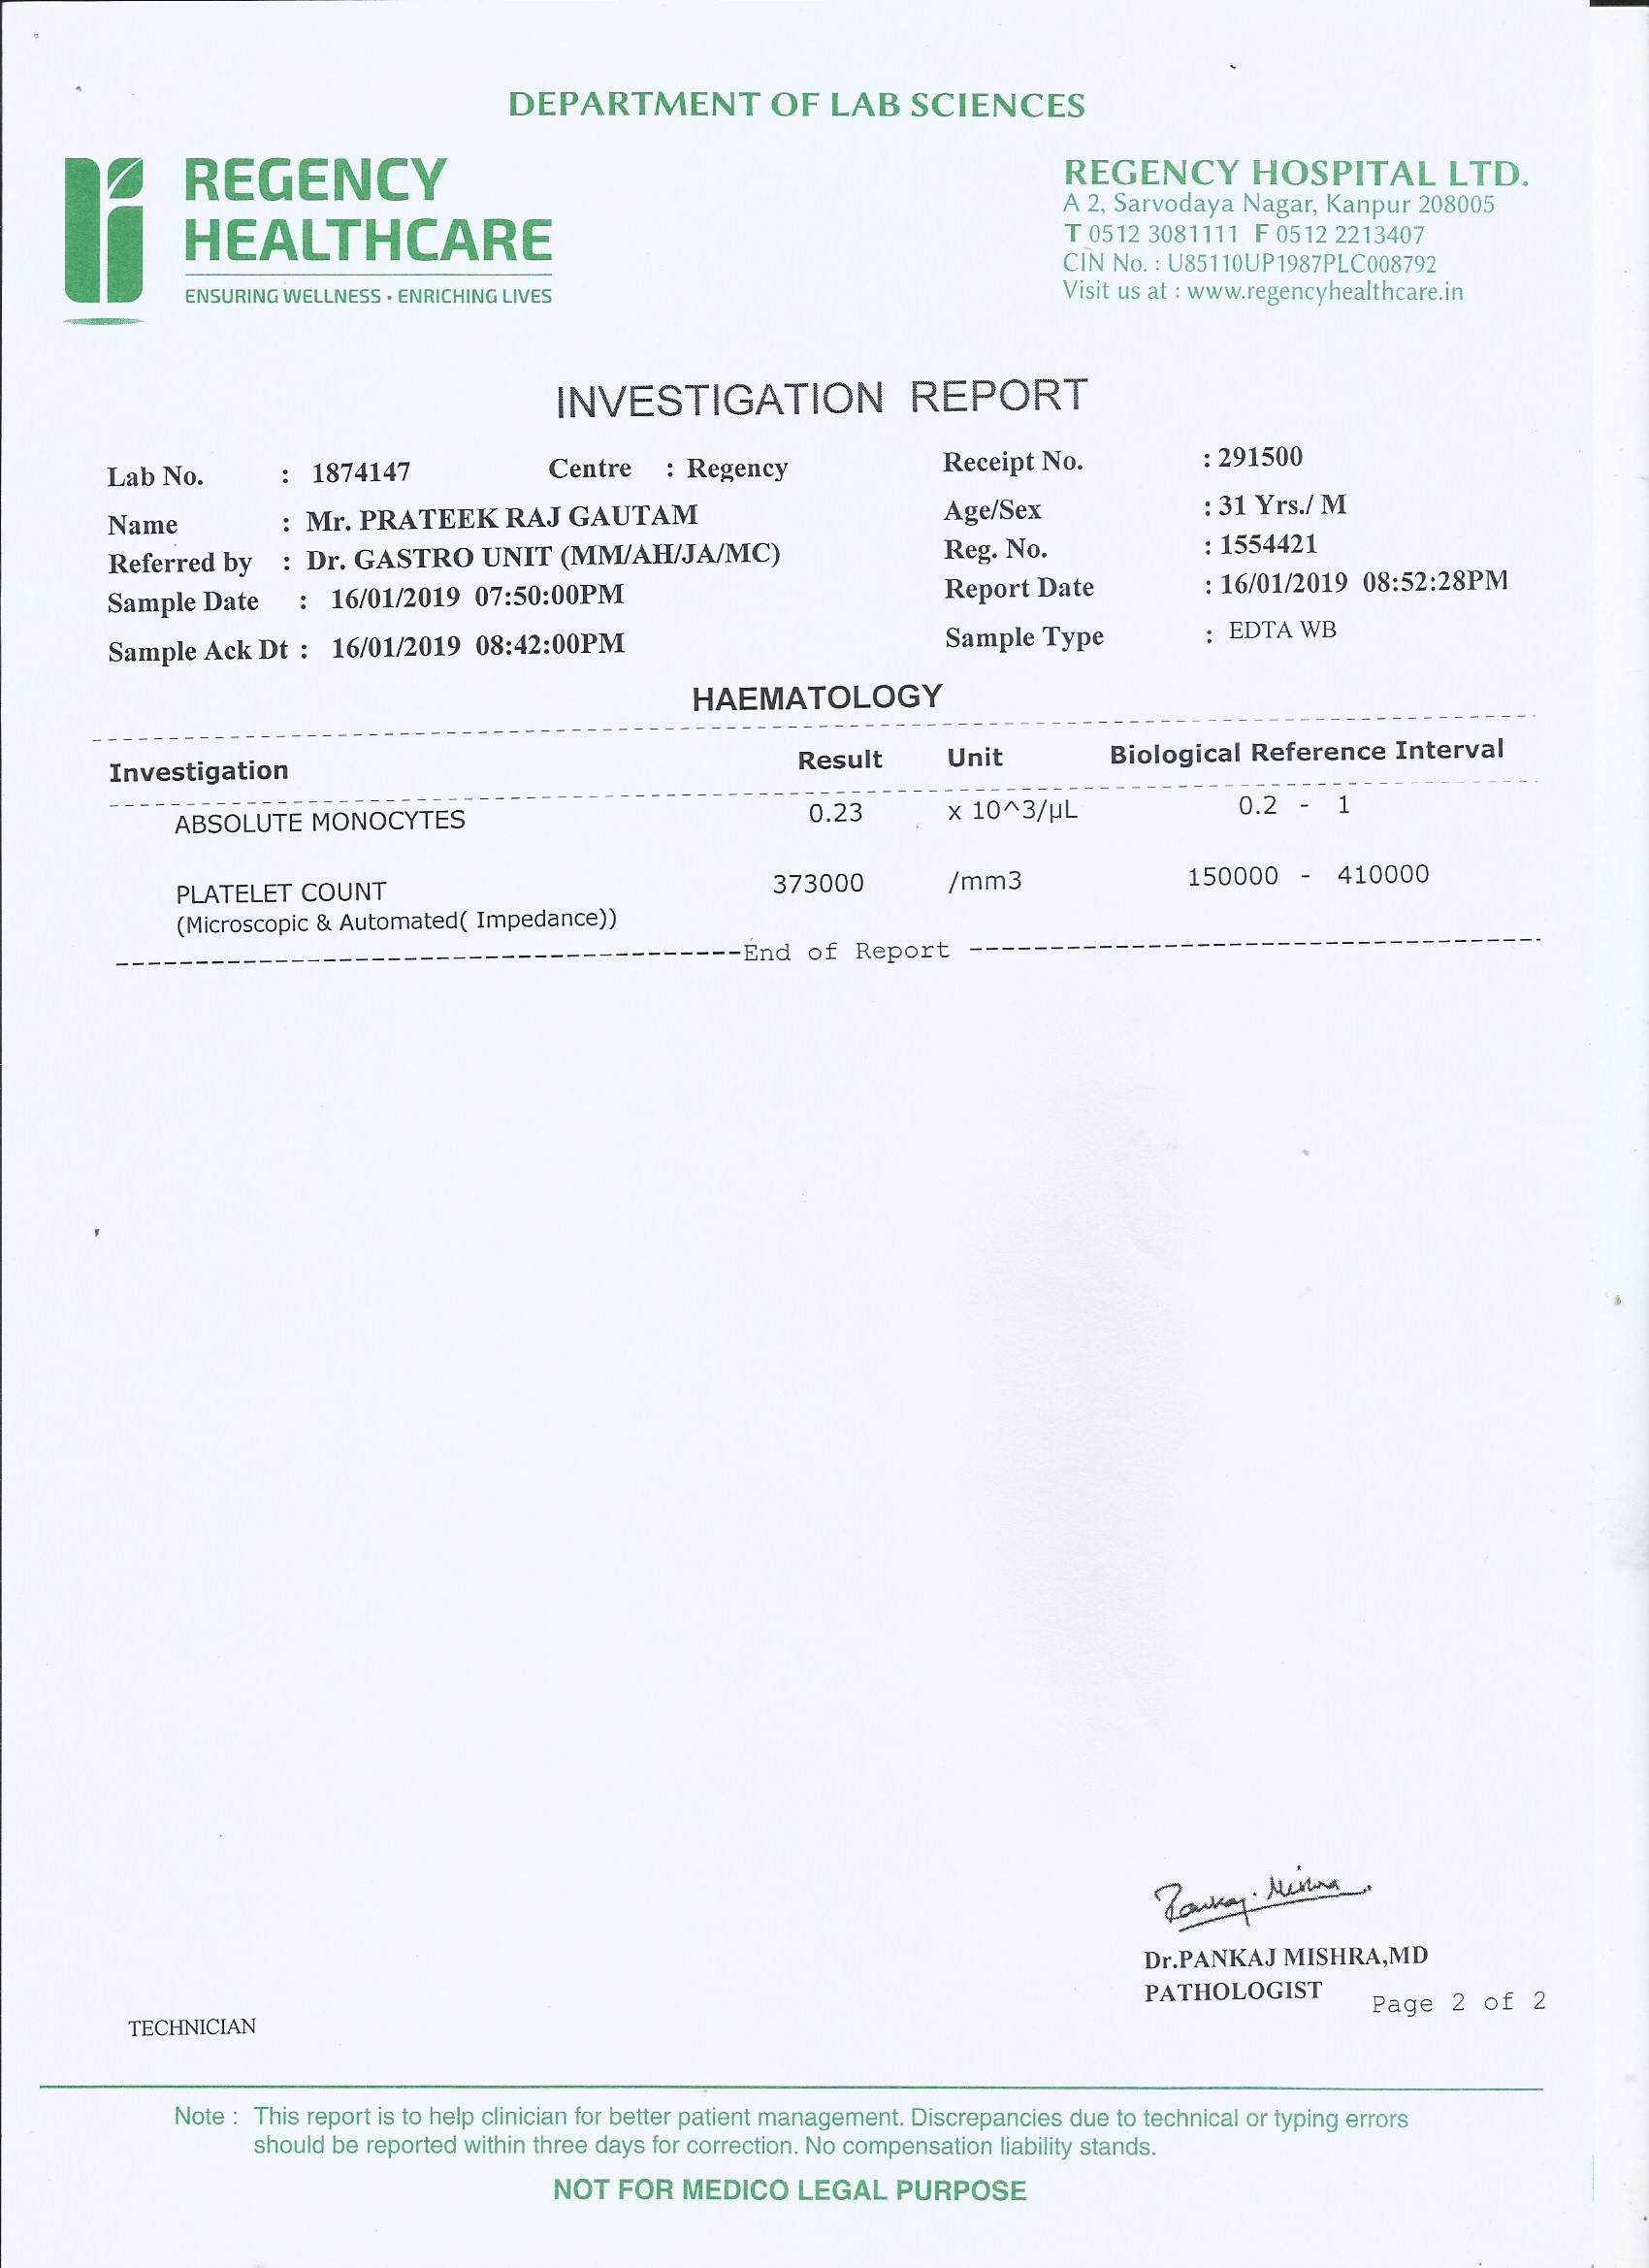 DEPARTMENT OF LAB SCIENCES
REGENCY
HEALTHCARE
ENSURING WELLNESS • ENRICHING LIVES
REGENCY HOSPITAL LTD.
A 2, Sarvodaya Nagar, Kanpur 208005
T 0512 3081111 F 0512 2213407
CIN No. : U85110UP1987PLC008792
Visit us at : www.regencyhealthcare.in
INVESTIGATION REPORT
Lab No. : 1874147 Centre : Regency Receipt No. : 291500
Name : Mr. PRATEEK RAJ GAUTAM Age/Sex : 31 Yrs./ M
Referred by : Dr. GASTRO UNIT (MM/AH/JA/MC) Reg. No. : 1554421
Sample Date : 16/01/2019 07:50:00PM Report Date : 16/01/2019 08:52:28PM
Sample Ack Dt : 16/01/2019 08:42:00PM Sample Type : EDTA WB
HAEMATOLOGY
Investigation Result Unit Biological Reference Interval
ABSOLUTE MONOCYTES 0.23 x 10^3/µL 0.2 - 1
PLATELET COUNT 373000 /mm3 150000 - 410000
(Microscopic & Automated( Impedance))
End of Report
Pankaj Mishra
Dr.PANKAJ MISHRA,MD
PATHOLOGIST
Page 2 of 2
TECHNICIAN
Note : This report is to help clinician for better patient management. Discrepancies due to technical or typing errors
should be reported within three days for correction. No compensation liability stands.
NOT FOR MEDICO LEGAL PURPOSE